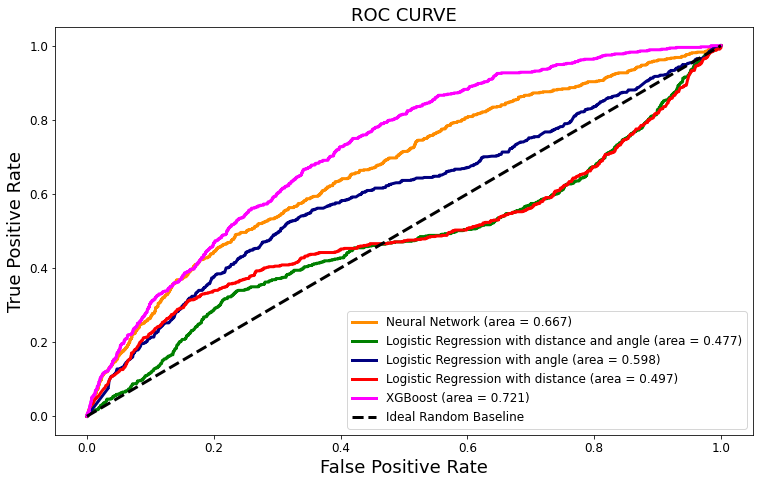 ROC CURVE
True Positive Rate
1.0
0.8
0.6
0.4
0.2
0.0
Neural Network (area = 0.667)
Logistic Regression with distance and angle (area = 0.477)
Logistic Regression with angle (area = 0.598)
Logistic Regression with distance (area = 0.497)
XGBoost (area = 0.721)
Ideal Random Baseline
0.0 0.2 0.4 0.6 0.8 1.0
False Positive Rate